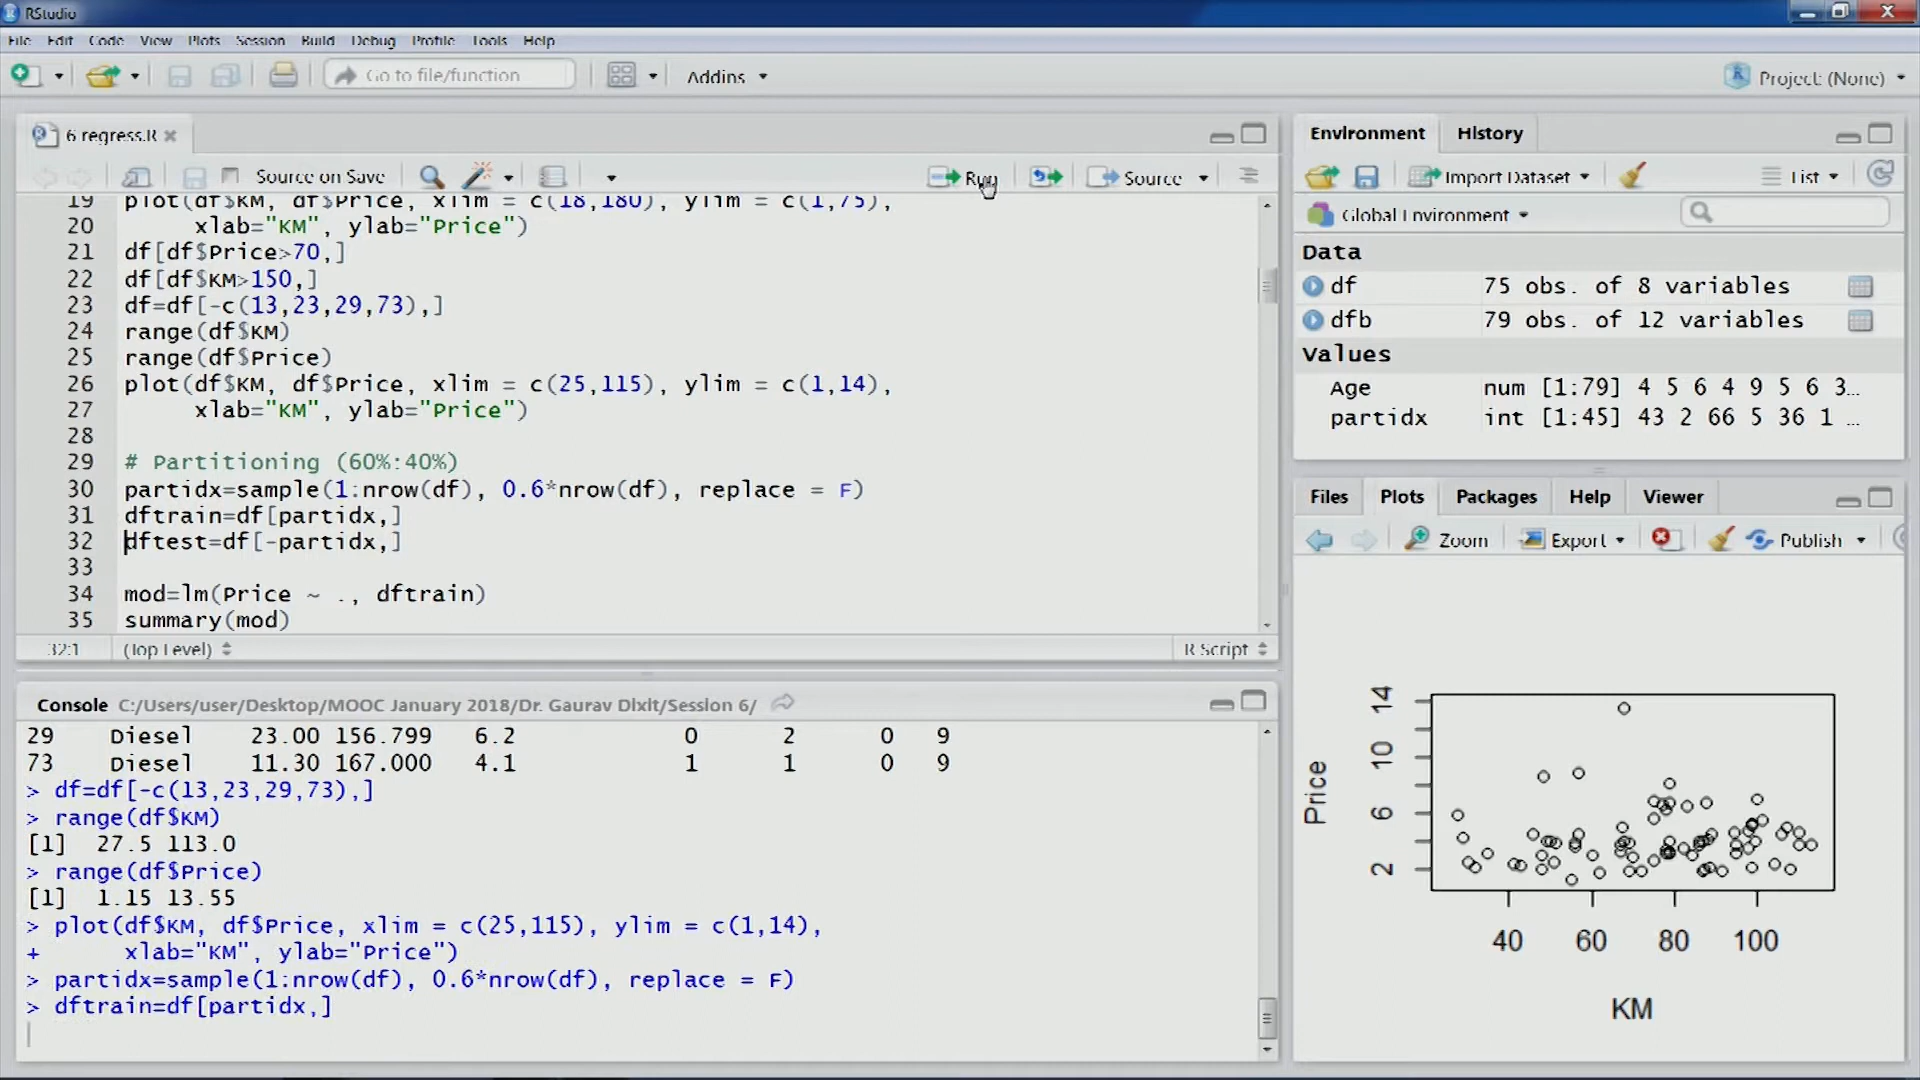 RStudio
File Edit Code View Plots Session Build Debug Profile Tools Help
Go to file/function Addins Project: (None)
6 regress.R
Source on Save Run Source
19 plot(df$KM, df$Price, xlim = c(18,180), ylim = c(1,75),
20 xlab="KM", ylab="Price")
21 df[df$Price>70,]
22 df[df$KM>150,]
23 df=df[-c(13,23,29,73),]
24 range(df$KM)
25 range(df$Price)
26 plot(df$KM, df$Price, xlim = c(25,115), ylim = c(1,14),
27 xlab="KM", ylab="Price")
28
29 # Partitioning (60%:40%)
30 partidx=sample(1:nrow(df), 0.6*nrow(df), replace = F)
31 dftrain=df[partidx,]
32 dftest=df[-partidx,]
33
34 mod=lm(Price ~ ., dftrain)
35 summary(mod)
32:1 (Top Level) R Script
Console C:/Users/user/Desktop/MOOC January 2018/Dr. Gaurav Dixit/Session 6/
29 Diesel 23.00 156.799 6.2 0 2 0 9
73 Diesel 11.30 167.000 4.1 1 1 0 9
> df=df[-c(13,23,29,73),]
> range(df$KM)
[1] 27.5 113.0
> range(df$Price)
[1] 1.15 13.55
> plot(df$KM, df$Price, xlim = c(25,115), ylim = c(1,14),
+ xlab="KM", ylab="Price")
> partidx=sample(1:nrow(df), 0.6*nrow(df), replace = F)
> dftrain=df[partidx,]
Environment History
Import Dataset List
Global Environment
Data
df 75 obs. of 8 variables
dfb 79 obs. of 12 variables
Values
Age num [1:79] 4 5 6 4 9 5 6 3...
partidx int [1:45] 43 2 66 5 36 1 ...
Files Plots Packages Help Viewer
Zoom Export Publish
Price
14
10
6
2
40 60 80 100
KM